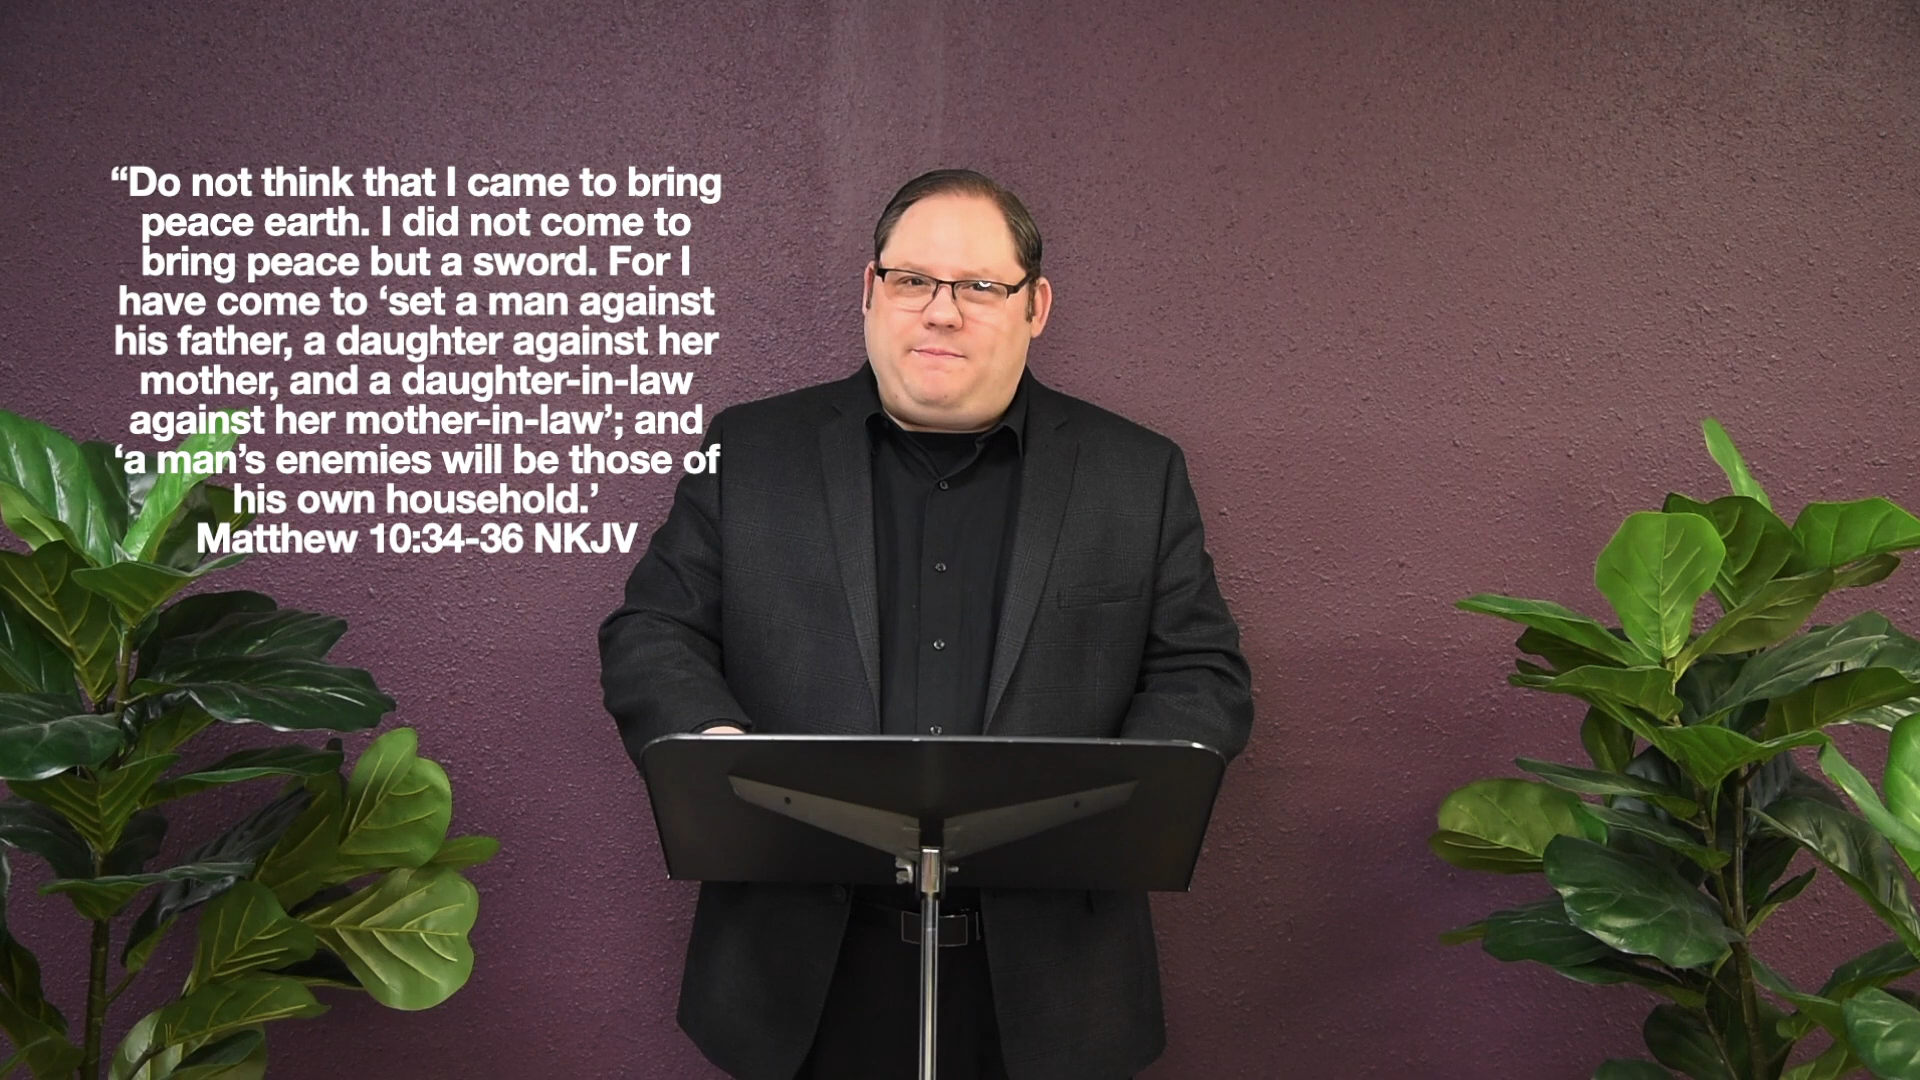 “Do not think that I came to bring
peace earth. I did not come to
bring peace but a sword. For I
have come to ‘set a man against
his father, a daughter against her
mother, and a daughter-in-law
against her mother-in-law’; and
‘a man’s enemies will be those of
his own household.’
Matthew 10:34-36 NKJV